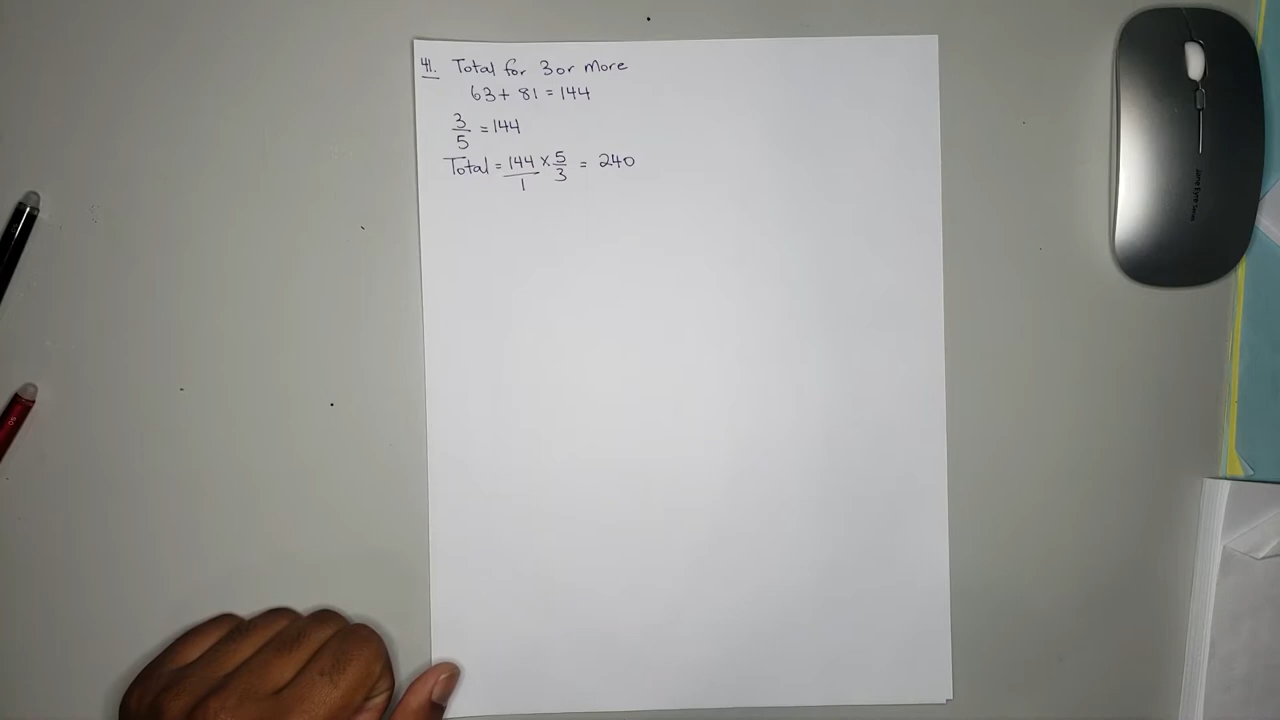 41. Total for 3 or more
63 + 81 = 144
3/5 = 144
Total = 144/1 × 5/3 = 240